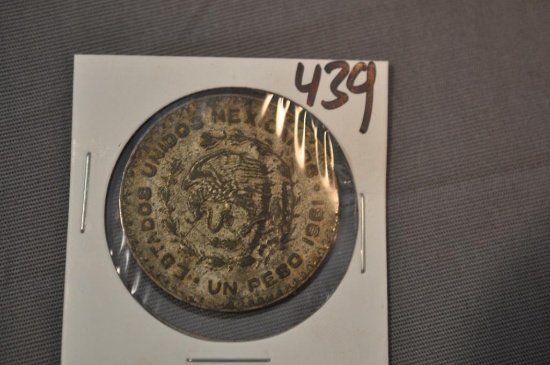 439
ESTADOS UNIDOS MEXICANOS
· UN PESO 1961 ·